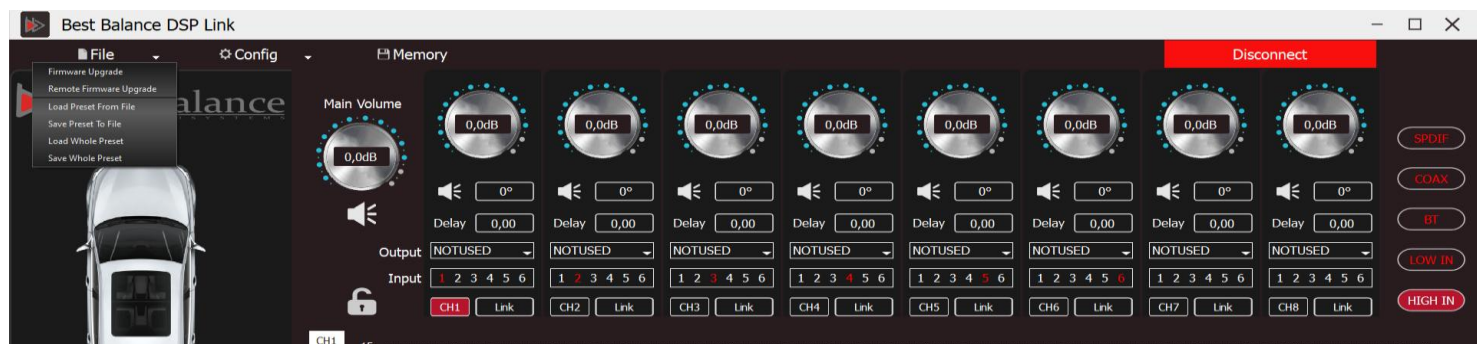 Best Balance DSP Link
File Config Memory Disconnect
Firmware Upgrade
Remote Firmware Upgrade
Load Preset From File
Save Preset To File
Load Whole Preset
Save Whole Preset
alance
SYSTEMS
Main Volume
0,0dB
0,0dB 0,0dB 0,0dB 0,0dB 0,0dB 0,0dB 0,0dB 0,0dB
0° 0° 0° 0° 0° 0° 0° 0°
Delay 0,00 Delay 0,00 Delay 0,00 Delay 0,00 Delay 0,00 Delay 0,00 Delay 0,00 Delay 0,00
Output NOTUSED NOTUSED NOTUSED NOTUSED NOTUSED NOTUSED NOTUSED NOTUSED
Input 1 2 3 4 5 6 1 2 3 4 5 6 1 2 3 4 5 6 1 2 3 4 5 6 1 2 3 4 5 6 1 2 3 4 5 6 1 2 3 4 5 6 1 2 3 4 5 6
CH1 Link CH2 Link CH3 Link CH4 Link CH5 Link CH6 Link CH7 Link CH8 Link
SPDIF
COAX
BT
LOW IN
HIGH IN
CH1